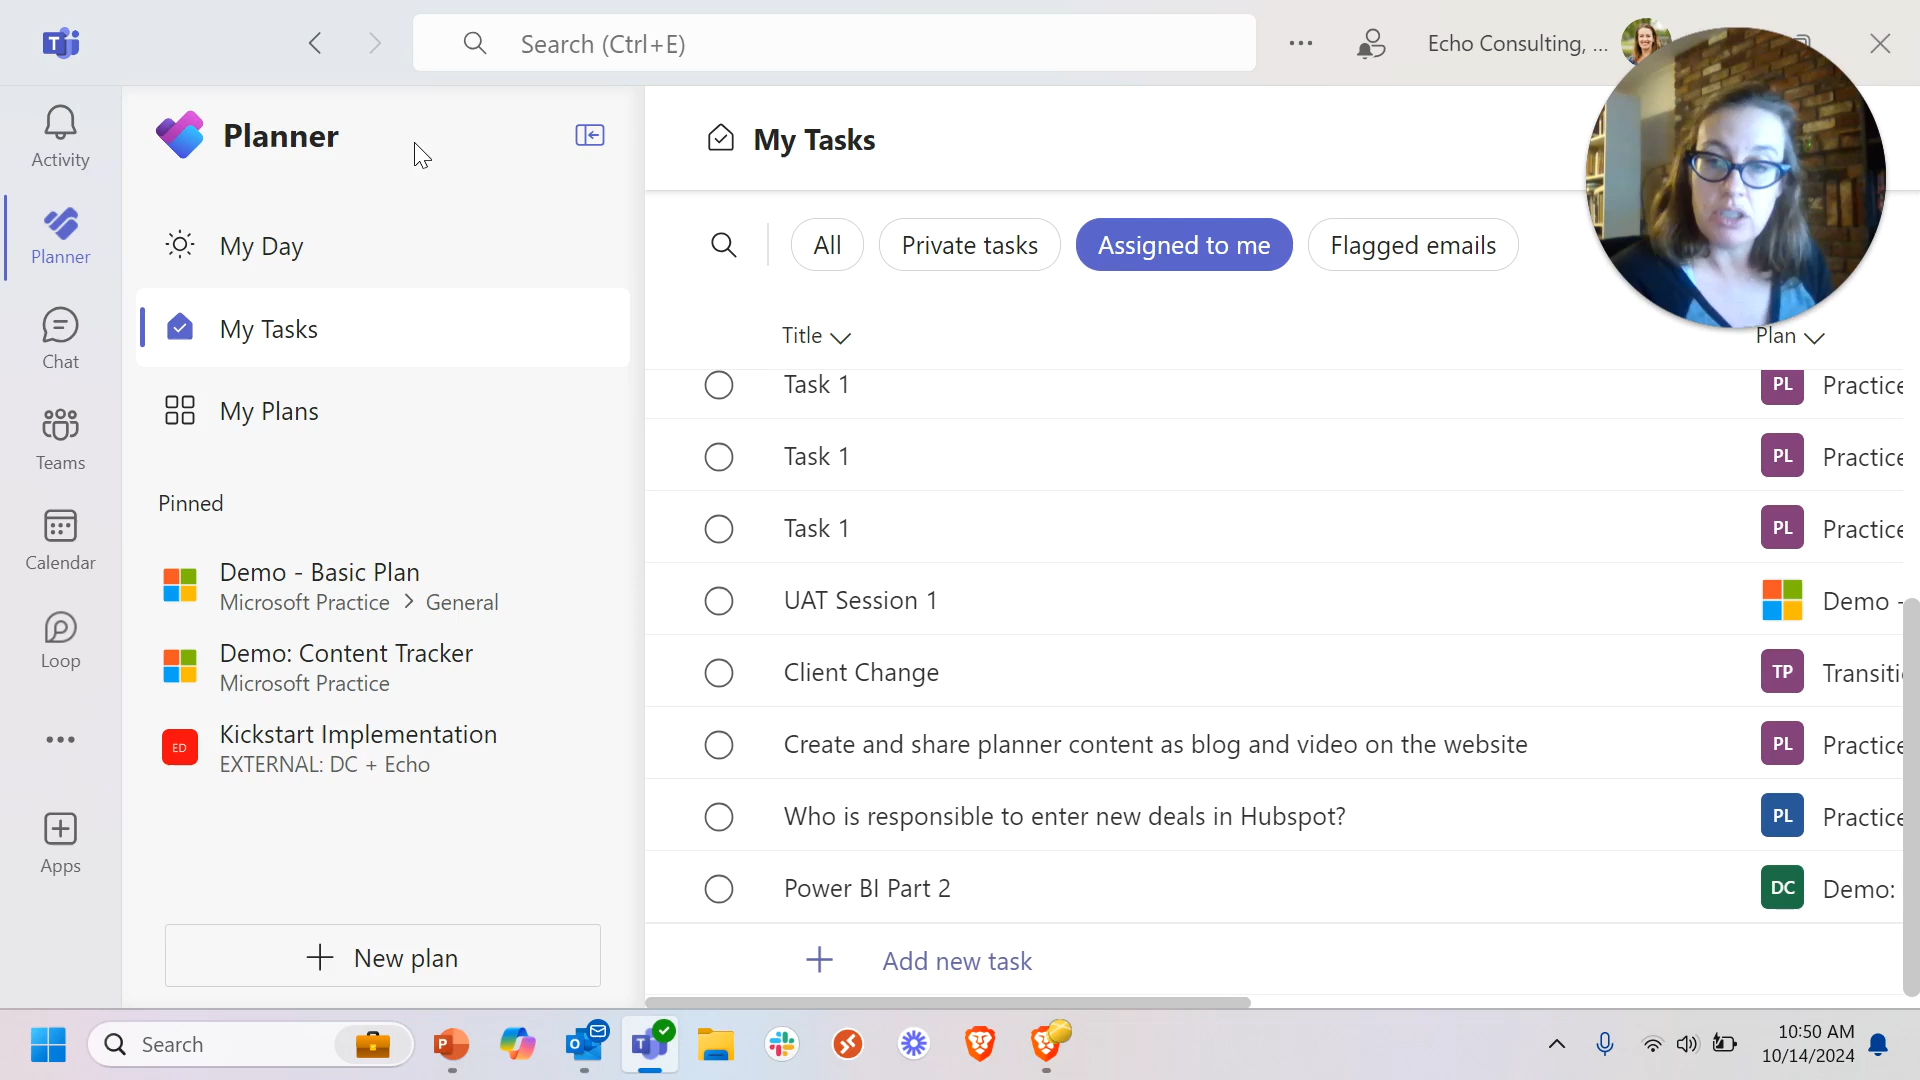 Search (Ctrl+E)
Echo Consulting, ...
Activity
Planner
Chat
Teams
Calendar
Loop
Apps
Planner
My Day
My Tasks
My Plans
Pinned
Demo - Basic Plan
Microsoft Practice > General
Demo: Content Tracker
Microsoft Practice
ED
Kickstart Implementation
EXTERNAL: DC + Echo
New plan
My Tasks
All
Private tasks
Assigned to me
Flagged emails
Title
Plan
Task 1
PL
Practice
Task 1
PL
Practice
Task 1
PL
Practice
UAT Session 1
Demo -
Client Change
TP
Transiti
Create and share planner content as blog and video on the website
PL
Practice
Who is responsible to enter new deals in Hubspot?
PL
Practice
Power BI Part 2
DC
Demo:
Add new task
Search
10:50 AM
10/14/2024